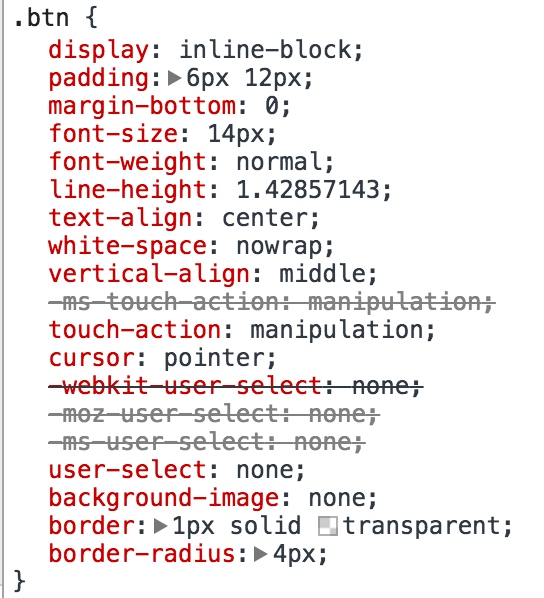 .btn {
display: inline-block;
padding: 6px 12px;
margin-bottom: 0;
font-size: 14px;
font-weight: normal;
line-height: 1.42857143;
text-align: center;
white-space: nowrap;
vertical-align: middle;
-ms-touch-action: manipulation;
touch-action: manipulation;
cursor: pointer;
-webkit-user-select: none;
-moz-user-select: none;
-ms-user-select: none;
user-select: none;
background-image: none;
border: 1px solid transparent;
border-radius: 4px;
}